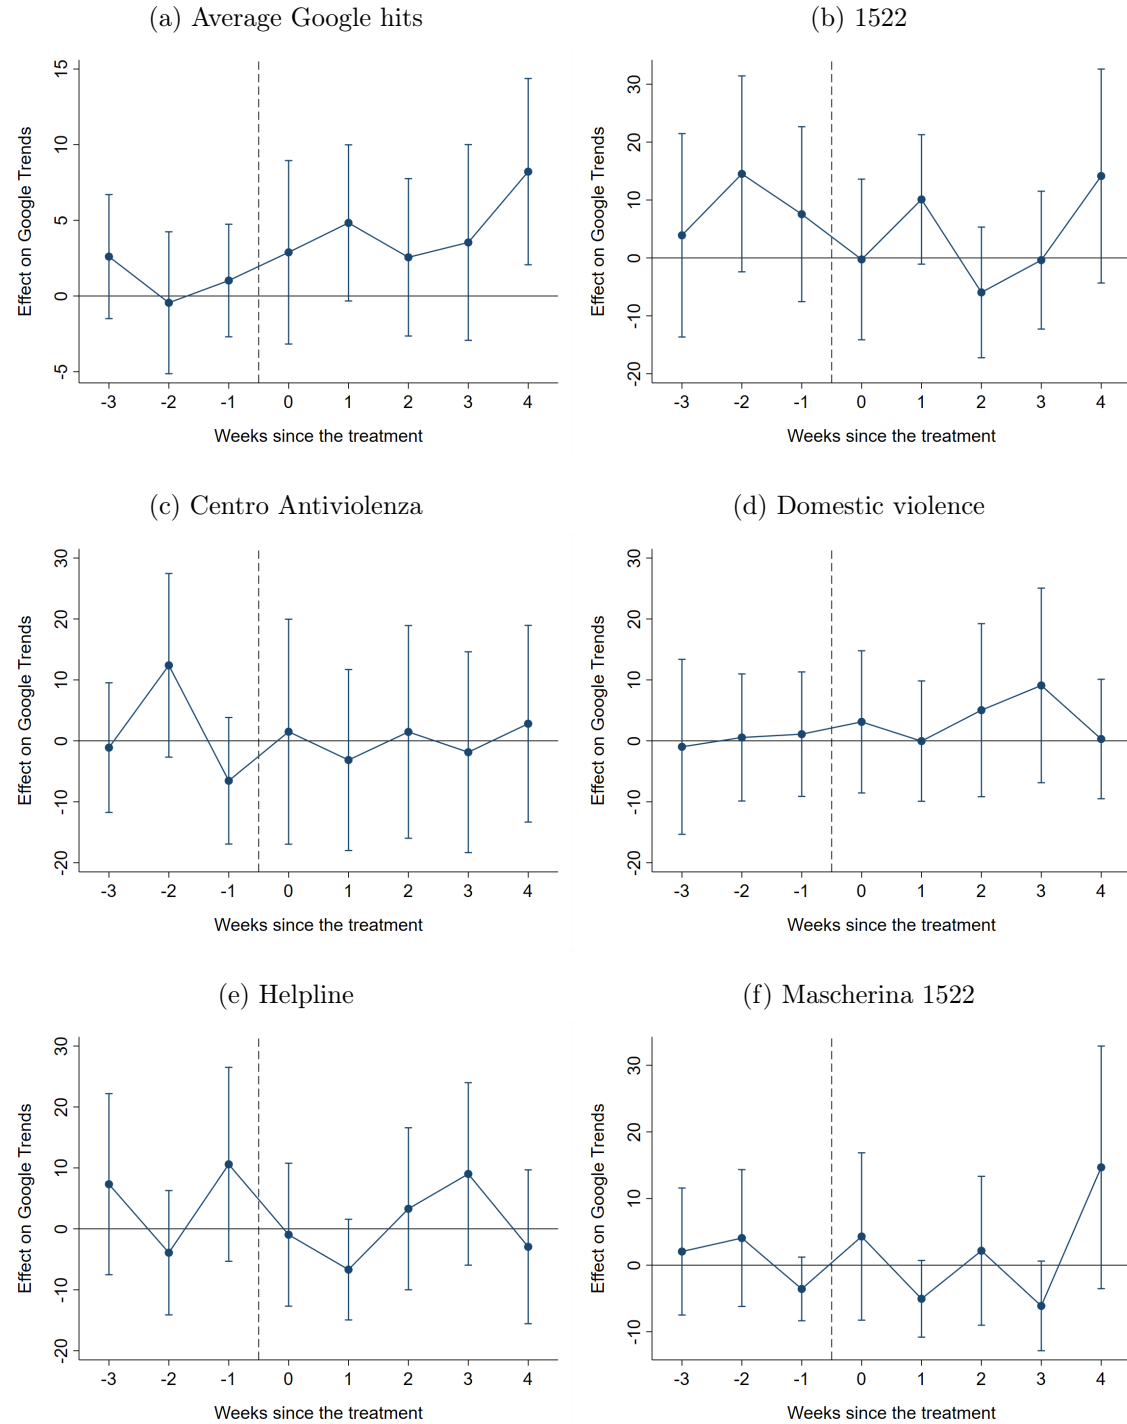 (a) Average Google hits
(b) 1522
Effect on Google Trends
15
10
5
0
-5
-3 -2 -1 0 1 2 3 4
Weeks since the treatment
Effect on Google Trends
30
20
10
0
-10
-20
-3 -2 -1 0 1 2 3 4
Weeks since the treatment
(c) Centro Antiviolenza
(d) Domestic violence
Effect on Google Trends
30
20
10
0
-10
-20
-3 -2 -1 0 1 2 3 4
Weeks since the treatment
Effect on Google Trends
30
20
10
0
-10
-20
-3 -2 -1 0 1 2 3 4
Weeks since the treatment
(e) Helpline
(f) Mascherina 1522
Effect on Google Trends
30
20
10
0
-10
-20
-3 -2 -1 0 1 2 3 4
Weeks since the treatment
Effect on Google Trends
30
20
10
0
-10
-3 -2 -1 0 1 2 3 4
Weeks since the treatment